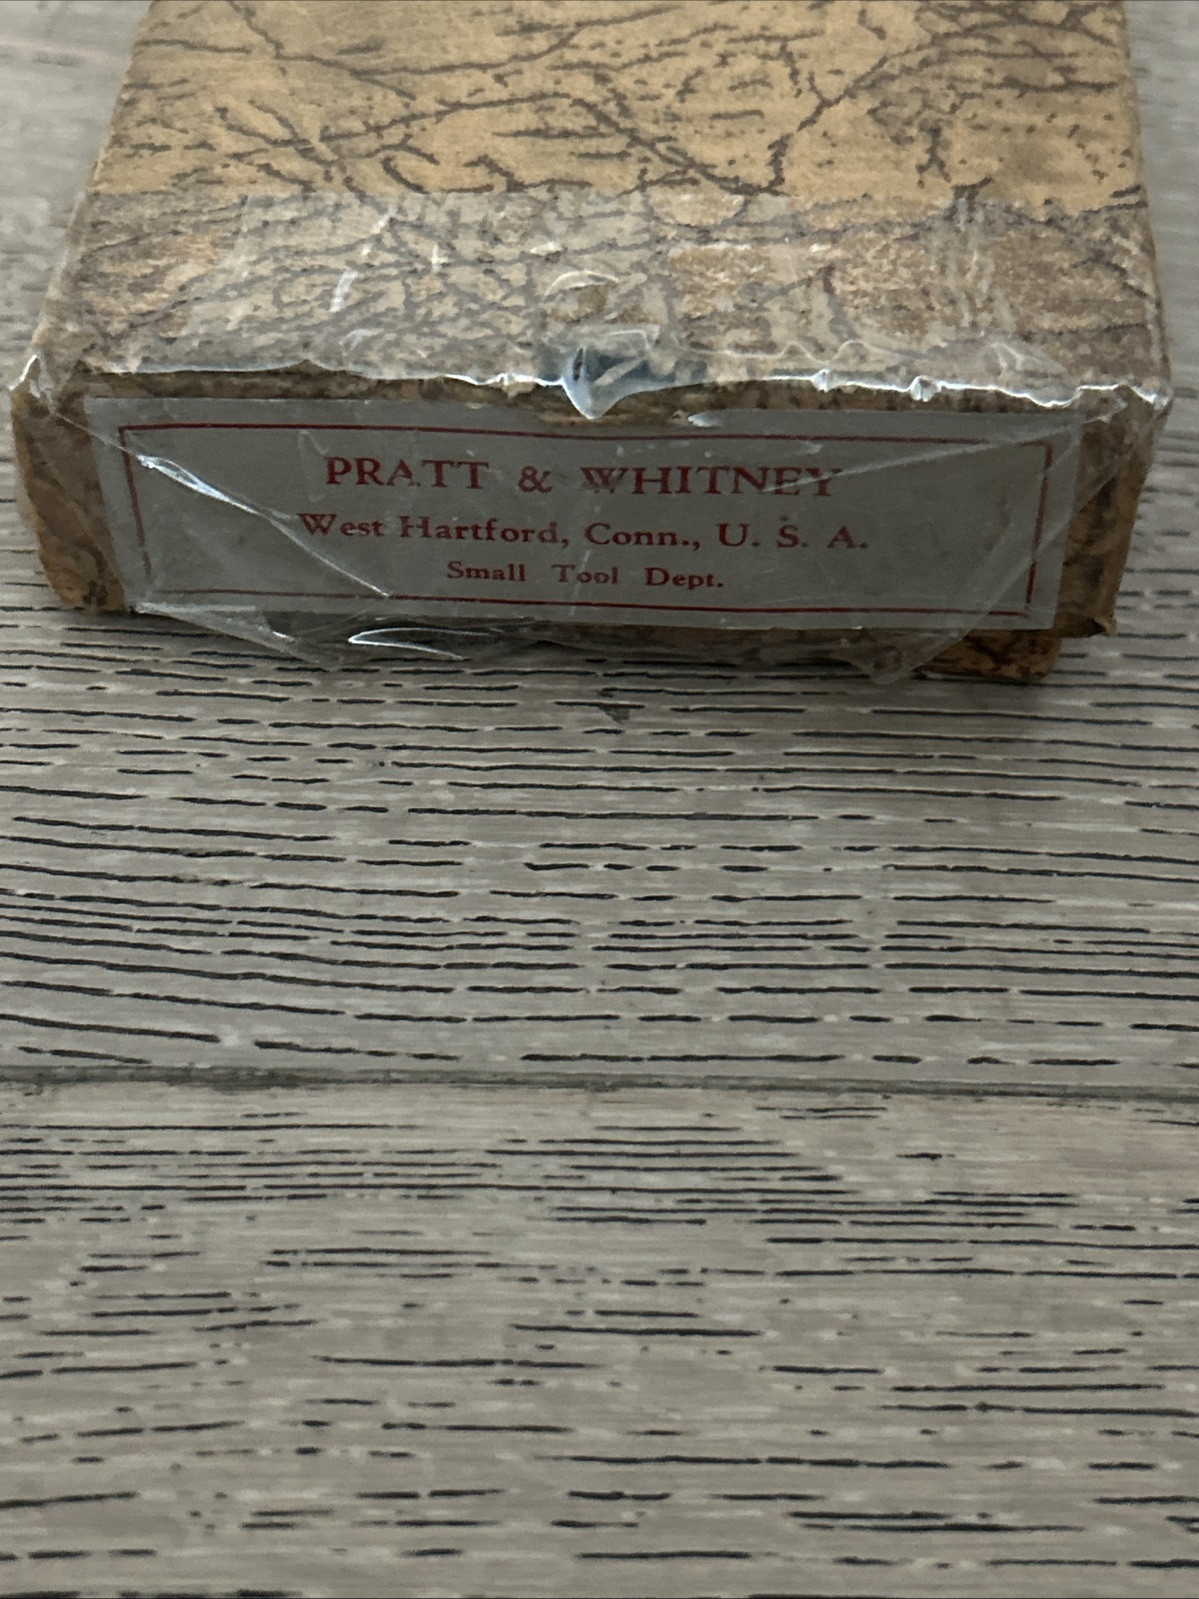 PRATT & WHITNEY
West Hartford, Conn., U. S. A.
Small Tool Dept.